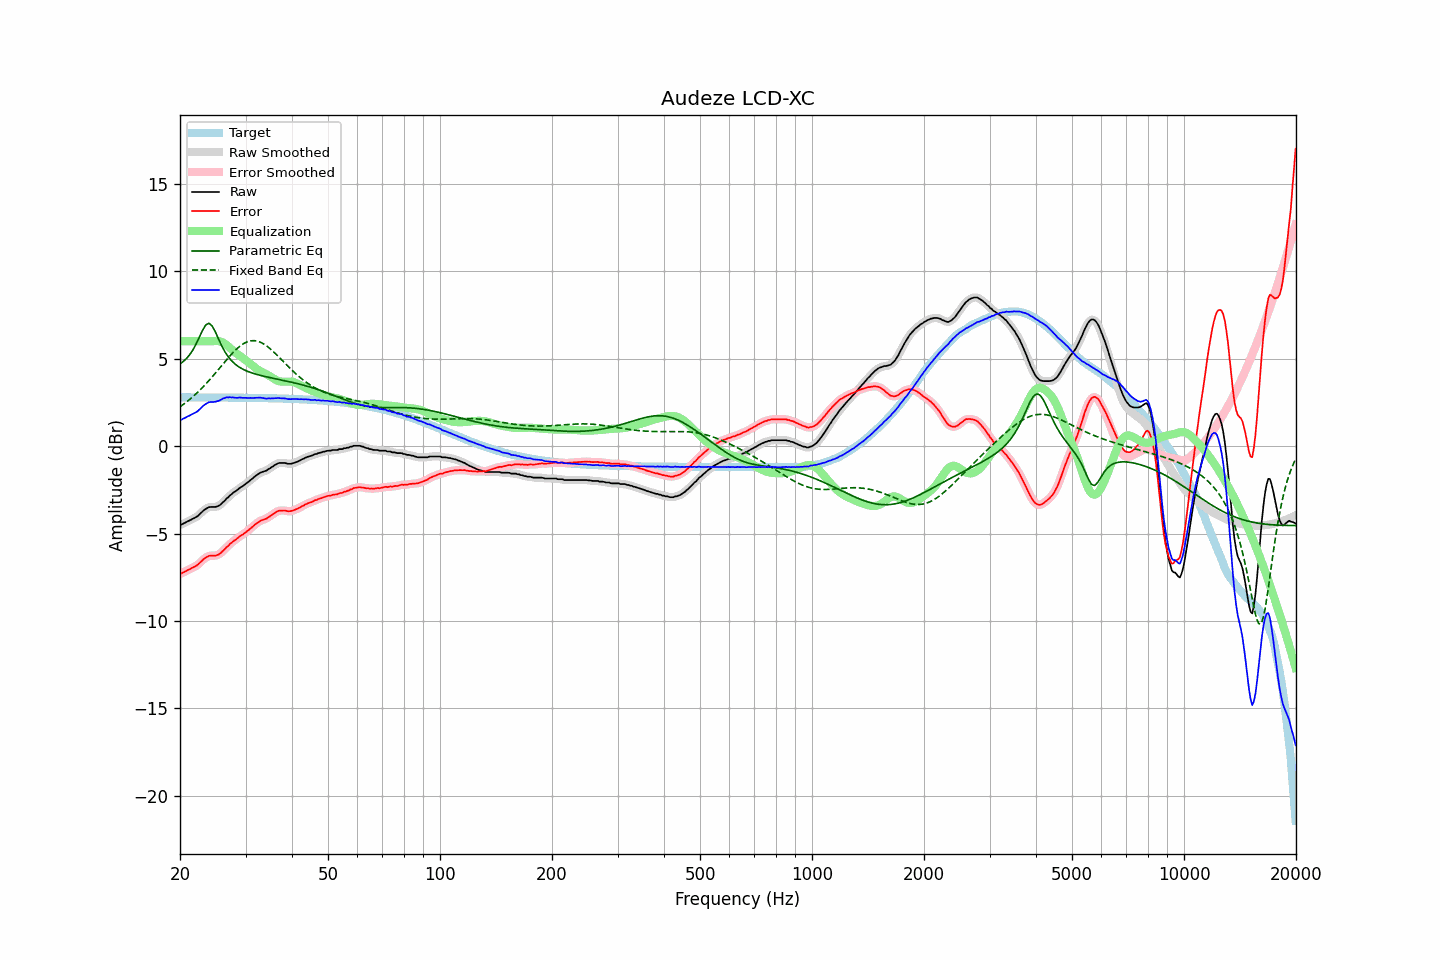 Audeze LCD-XC
Target
Raw Smoothed
Error Smoothed
Raw
Error
Equalization
Parametric Eq
Fixed Band Eq
Equalized
15
10
5
0
−5
−10
−15
−20
Amplitude (dBr)
20 50 100 200 500 1000 2000 5000 10000 20000
Frequency (Hz)